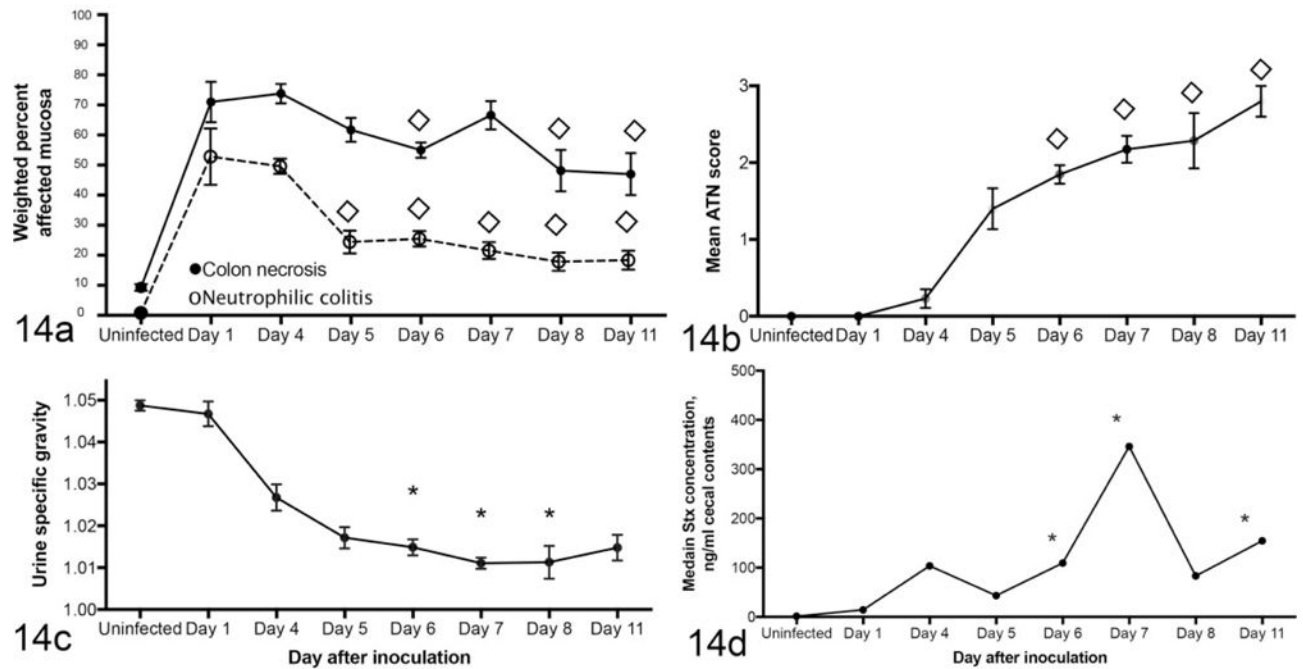 Weighted percent
affected mucosa
100
90
80
70
60
50
40
30
20
10
0
●Colon necrosis
oNeutrophilic colitis
Uninfected Day 1 Day 4 Day 5 Day 6 Day 7 Day 8 Day 11
14a
Mean ATN score
3
2
1
0
Uninfected Day 1 Day 4 Day 5 Day 6 Day 7 Day 8 Day 11
14b
Urine specific gravity
1.05
1.04
1.03
1.02
1.01
1.00
* * *
Uninfected Day 1 Day 4 Day 5 Day 6 Day 7 Day 8 Day 11
14c
Day after inoculation
Medain Stx concentration,
ng/ml cecal contents
500
400
300
200
100
0
* * *
Uninfected Day 1 Day 4 Day 5 Day 6 Day 7 Day 8 Day 11
14d
Day after inoculation